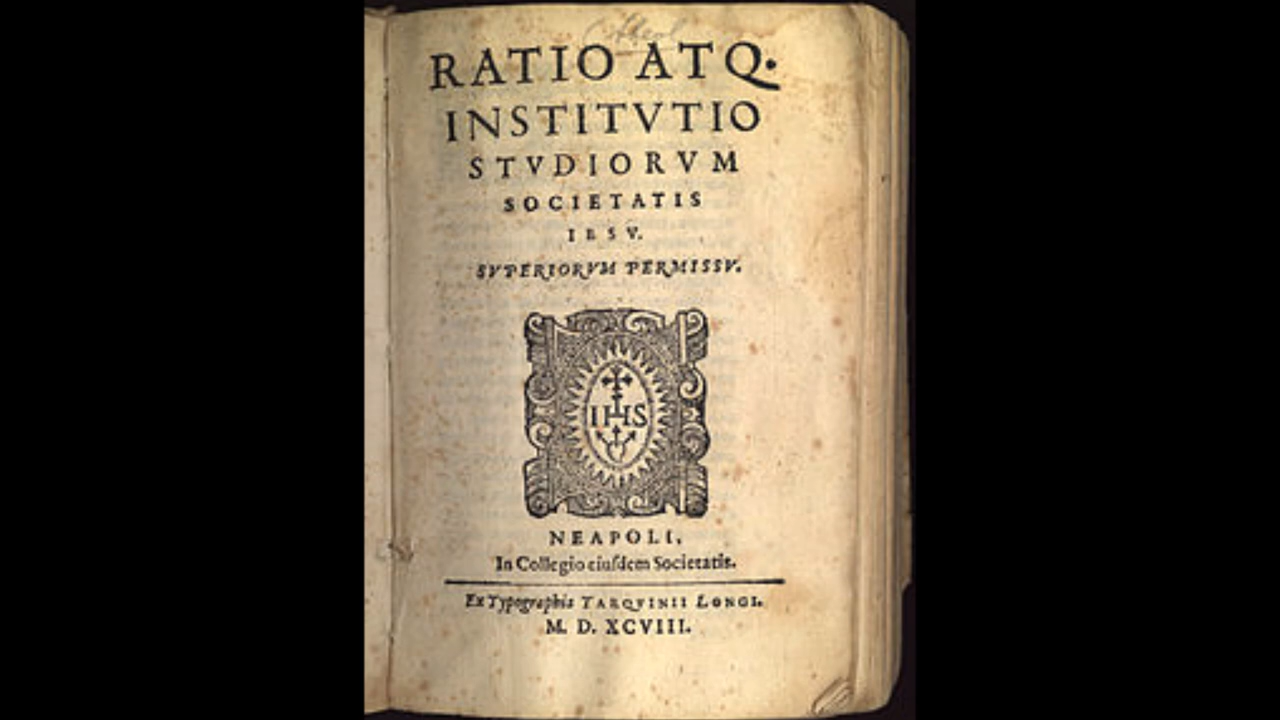 RATIO ATQ.
INSTITVTIO
STVDIORVM
SOCIETATIS
IESV.
SVPERIORVM PERMISSV.
IHS
NEAPOLI,
In Collegio eiuſdem Societatis.
Ex Typographia TARQVINII LONGI.
M. D. XCVIII.